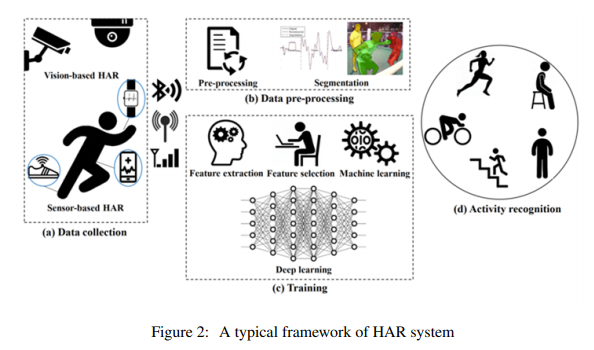 Vision-based HAR
Sensor-based HAR
(a) Data collection
Pre-processing
Segmentation
(b) Data pre-processing
Feature extraction
Feature selection
Machine learning
Deep learning
(c) Training
(d) Activity recognition
Figure 2: A typical framework of HAR system